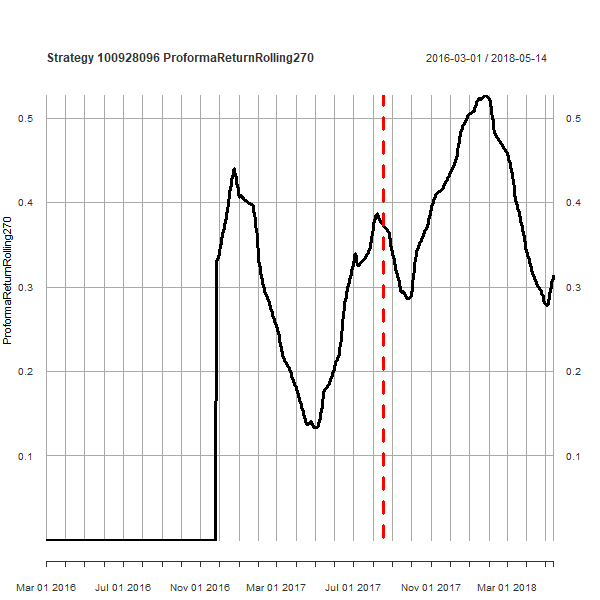 Strategy 100928096 ProformaReturnRolling270
2016-03-01 / 2018-05-14
ProformaReturnRolling270
0.5
0.4
0.3
0.2
0.1
0.5
0.4
0.3
0.2
0.1
Mar 01 2016
Jul 01 2016
Nov 01 2016
Mar 01 2017
Jul 01 2017
Nov 01 2017
Mar 01 2018